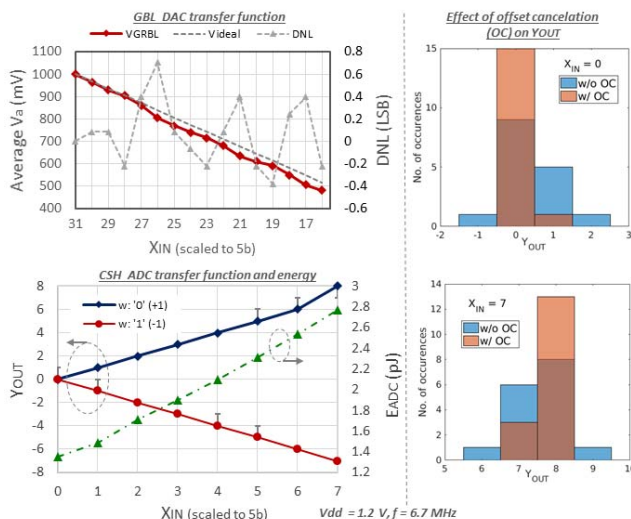 GBL DAC transfer function
VGRBL V ideal DNL
1100
1000
900
800
700
600
500
400
Average Va (mV)
0.8
0.6
0.4
0.2
0
-0.2
-0.4
-0.6
DNL (LSB)
31 29 27 25 23 21 19 17
XIN (scaled to 5b)
CSH ADC transfer function and energy
w: '0' (+1)
w: '1' (-1)
8
6
4
2
0
-2
-4
-6
-8
YOUT
3
2.8
2.6
2.4
2.2
2
1.8
1.6
1.4
1.2
EADC (pJ)
0 1 2 3 4 5 6 7
XIN (scaled to 5b)
Vdd = 1.2 V, f = 6.7 MHz
Effect of offset cancelation
(OC) on YOUT
XIN = 0
w/o OC
w/ OC
15
10
5
0
No. of occurences
-2 -1 0 1 2 3
YOUT
XIN = 7
w/o OC
w/ OC
14
12
10
8
6
4
2
0
No. of occurences
5 6 7 8 9 10
YOUT